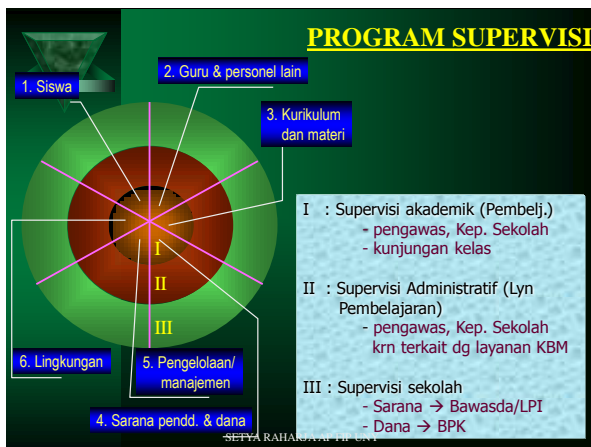 PROGRAM SUPERVISI
2. Guru & personel lain
1. Siswa
3. Kurikulum
dan materi
I
II
III
6. Lingkungan
5. Pengelolaan/
manajemen
4. Sarana pendd. & dana
I : Supervisi akademik (Pembelj.)
- pengawas, Kep. Sekolah
- kunjungan kelas
II : Supervisi Administratif (Lyn
Pembelajaran)
- pengawas, Kep. Sekolah
krn terkait dg layanan KBM
III : Supervisi sekolah
- Sarana → Bawasda/LPI
- Dana → BPK
SETYA RAHARJA